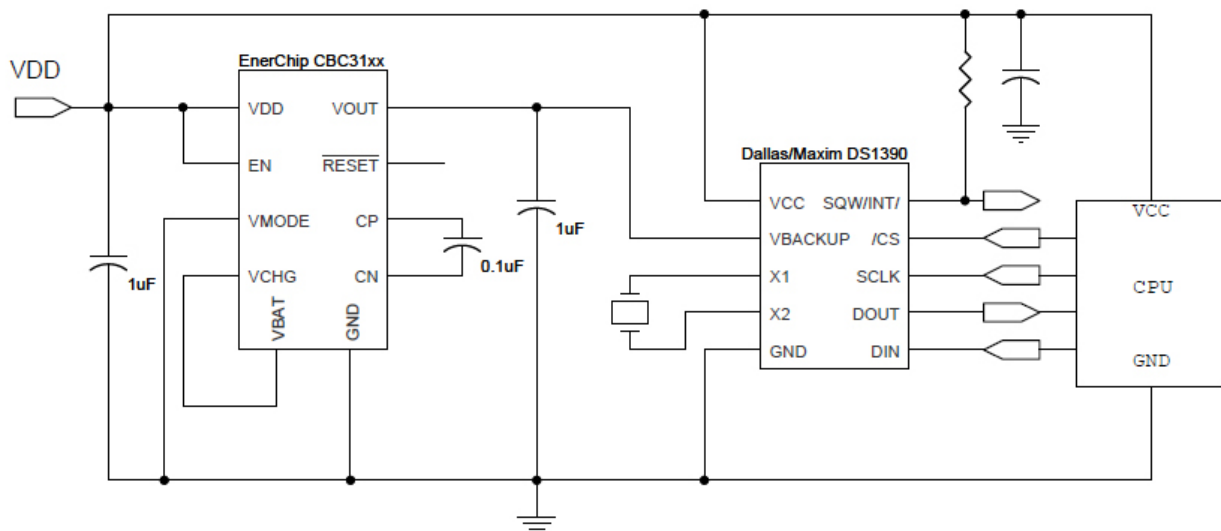 EnerChip CBC31xx
VDD
VDD
VOUT
EN
RESET
VMODE
CP
VCHG
CN
VBAT
GND
1uF
0.1uF
1uF
Dallas/Maxim DS1390
VCC
SQW/INT/
VBACKUP
/CS
X1
SCLK
X2
DOUT
GND
DIN
VCC
CPU
GND